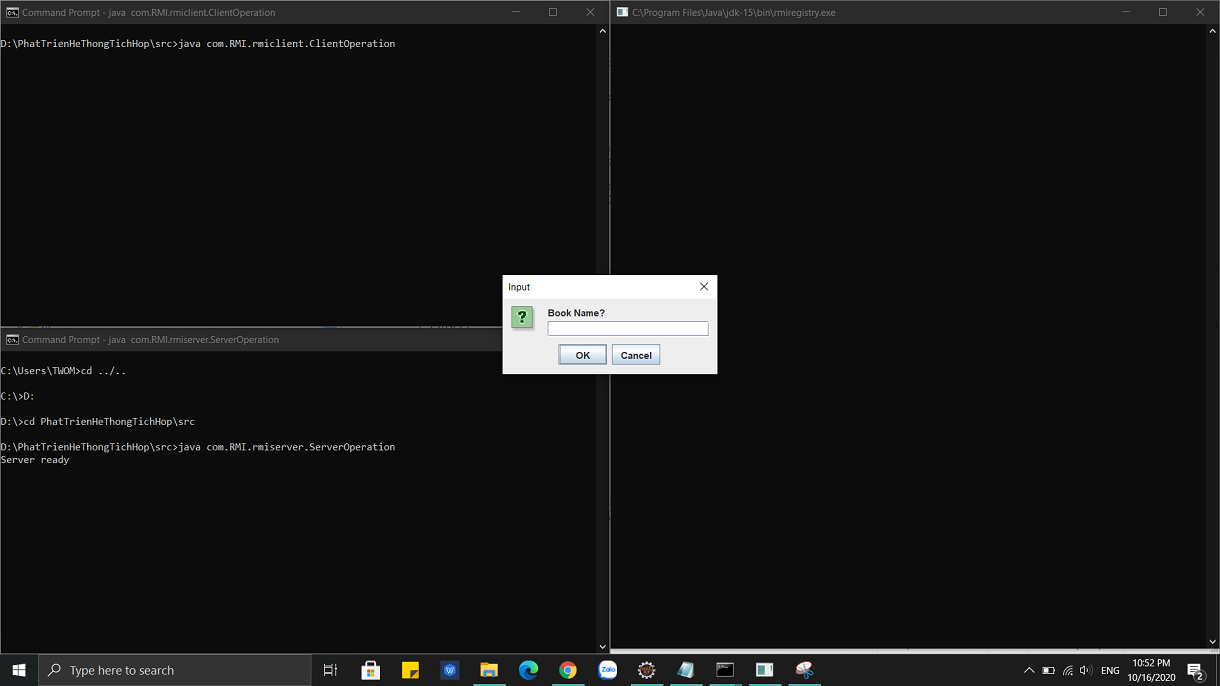 Command Prompt - java com.RMI.rmiclient.ClientOperation
D:\PhatTrienHeThongTichHop\src>java com.RMI.rmiclient.ClientOperation
C:\Program Files\Java\jdk-15\bin\rmiregistry.exe
Input
Book Name?
OK
Cancel
Command Prompt - java com.RMI.rmiserver.ServerOperation
C:\Users\TWOM>cd ../..
C:\>D:
D:\>cd PhatTrienHeThongTichHop\src
D:\PhatTrienHeThongTichHop\src>java com.RMI.rmiserver.ServerOperation
Server ready
Type here to search
W
Zalo
ENG
10:52 PM
10/16/2020
2